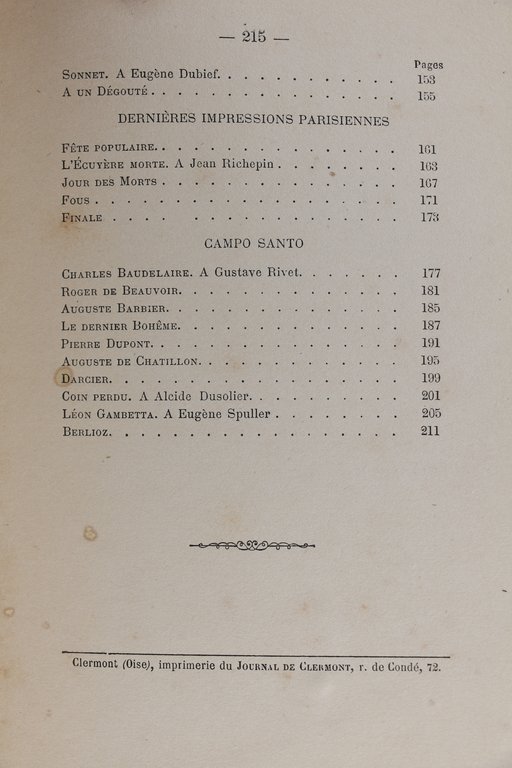 — 215 —
Pages
Sonnet. A Eugène Dubief. . . . . . . . . . . 153
A un Dégouté . . . . . . . . . . . . . . 155
DERNIÈRES IMPRESSIONS PARISIENNES
Fête populaire. . . . . . . . . . . . . . 161
L'Écuyère morte. A Jean Richepin . . . . . . . 163
Jour des Morts . . . . . . . . . . . . . 167
Fous . . . . . . . . . . . . . . . . . 171
Finale . . . . . . . . . . . . . . . 173
CAMPO SANTO
Charles Baudelaire. A Gustave Rivet. . . . . . . 177
Roger de Beauvoir. . . . . . . . . . . . . 181
Auguste Barbier. . . . . . . . . . . . . . 185
Le dernier Bohême. . . . . . . . . . . . . 187
Pierre Dupont. . . . . . . . . . . . . . 191
Auguste de Chatillon. . . . . . . . . . . . 195
Darcier. . . . . . . . . . . . . . . . 199
Coin perdu. A Alcide Dusolier. . . . . . . . . 201
Léon Gambetta. A Eugène Spuller . . . . . . . 205
Berlioz. . . . . . . . . . . . . . . . 211
Clermont (Oise), imprimerie du Journal de Clermont, r. de Condé, 72.